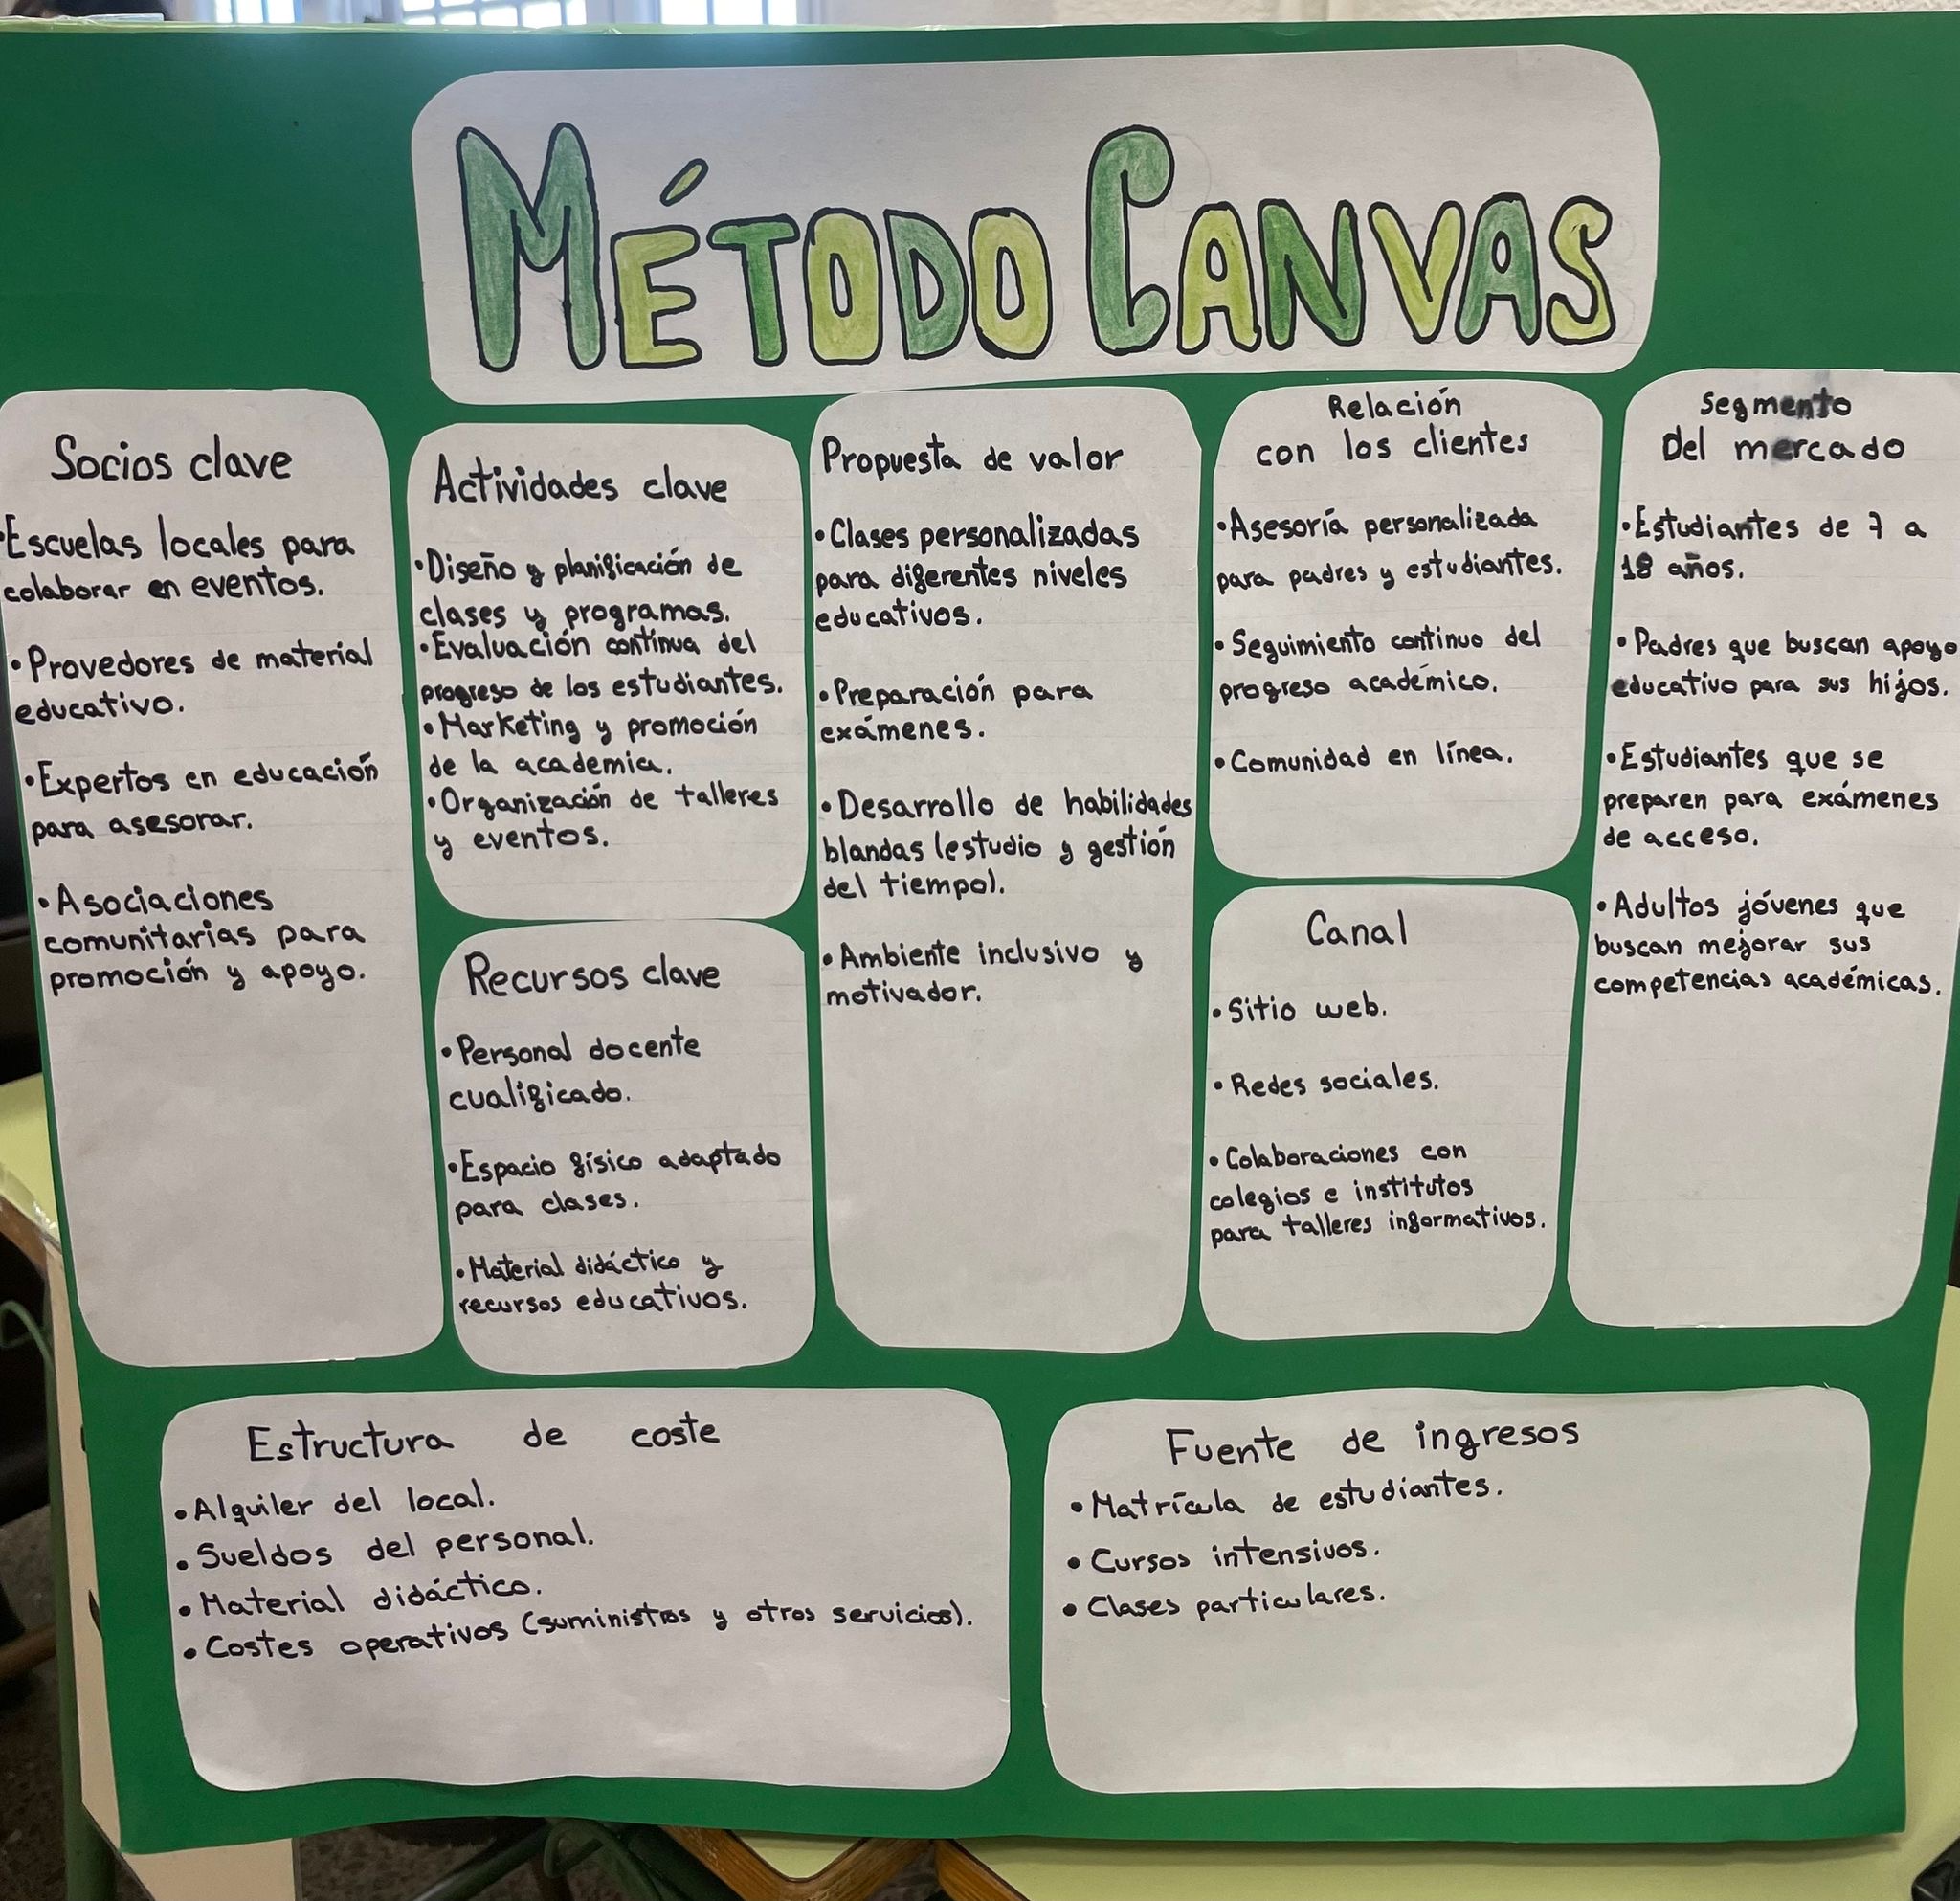 MÉTODO CANVAS
Socios clave
•Escuelas locales para
colaborar en eventos.
•Provedores de material
educativo.
•Expertos en educación
para asesorar.
•Asociaciones
comunitarias para
promoción y apoyo.
Actividades clave
•Diseño y planificación de
clases y programas.
•Evaluación contínua del
progreso de los estudiantes.
•Marketing y promoción
de la academia.
•Organización de talleres
y eventos.
Recursos clave
•Personal docente
cualificado.
•Espacio físico adaptado
para clases.
•Material didáctico y
recursos educativos.
Propuesta de valor
•Clases personalizadas
para diferentes niveles
educativos.
•Preparación para
exámenes.
•Desarrollo de habilidades
blandas (estudio y gestión
del tiempo).
•Ambiente inclusivo y
motivador.
Relación
con los clientes
•Asesoría personalizada
para padres y estudiantes.
•Seguimiento continuo del
progreso académico.
•Comunidad en línea.
Canal
•Sitio web.
•Redes sociales.
•Colaboraciones con
colegios e institutos
para talleres informativos.
Segmento
Del mercado
•Estudiantes de 7 a
18 años.
•Padres que buscan apoyo
educativo para sus hijos.
•Estudiantes que se
preparen para exámenes
de acceso.
•Adultos jóvenes que
buscan mejorar sus
competencias académicas.
Estructura de coste
•Alquiler del local.
•Sueldos del personal.
•Material didáctico.
•Costes operativos (suministros y otros servicios).
Fuente de ingresos
•Matrícula de estudiantes.
•Cursos intensivos.
•Clases particulares.